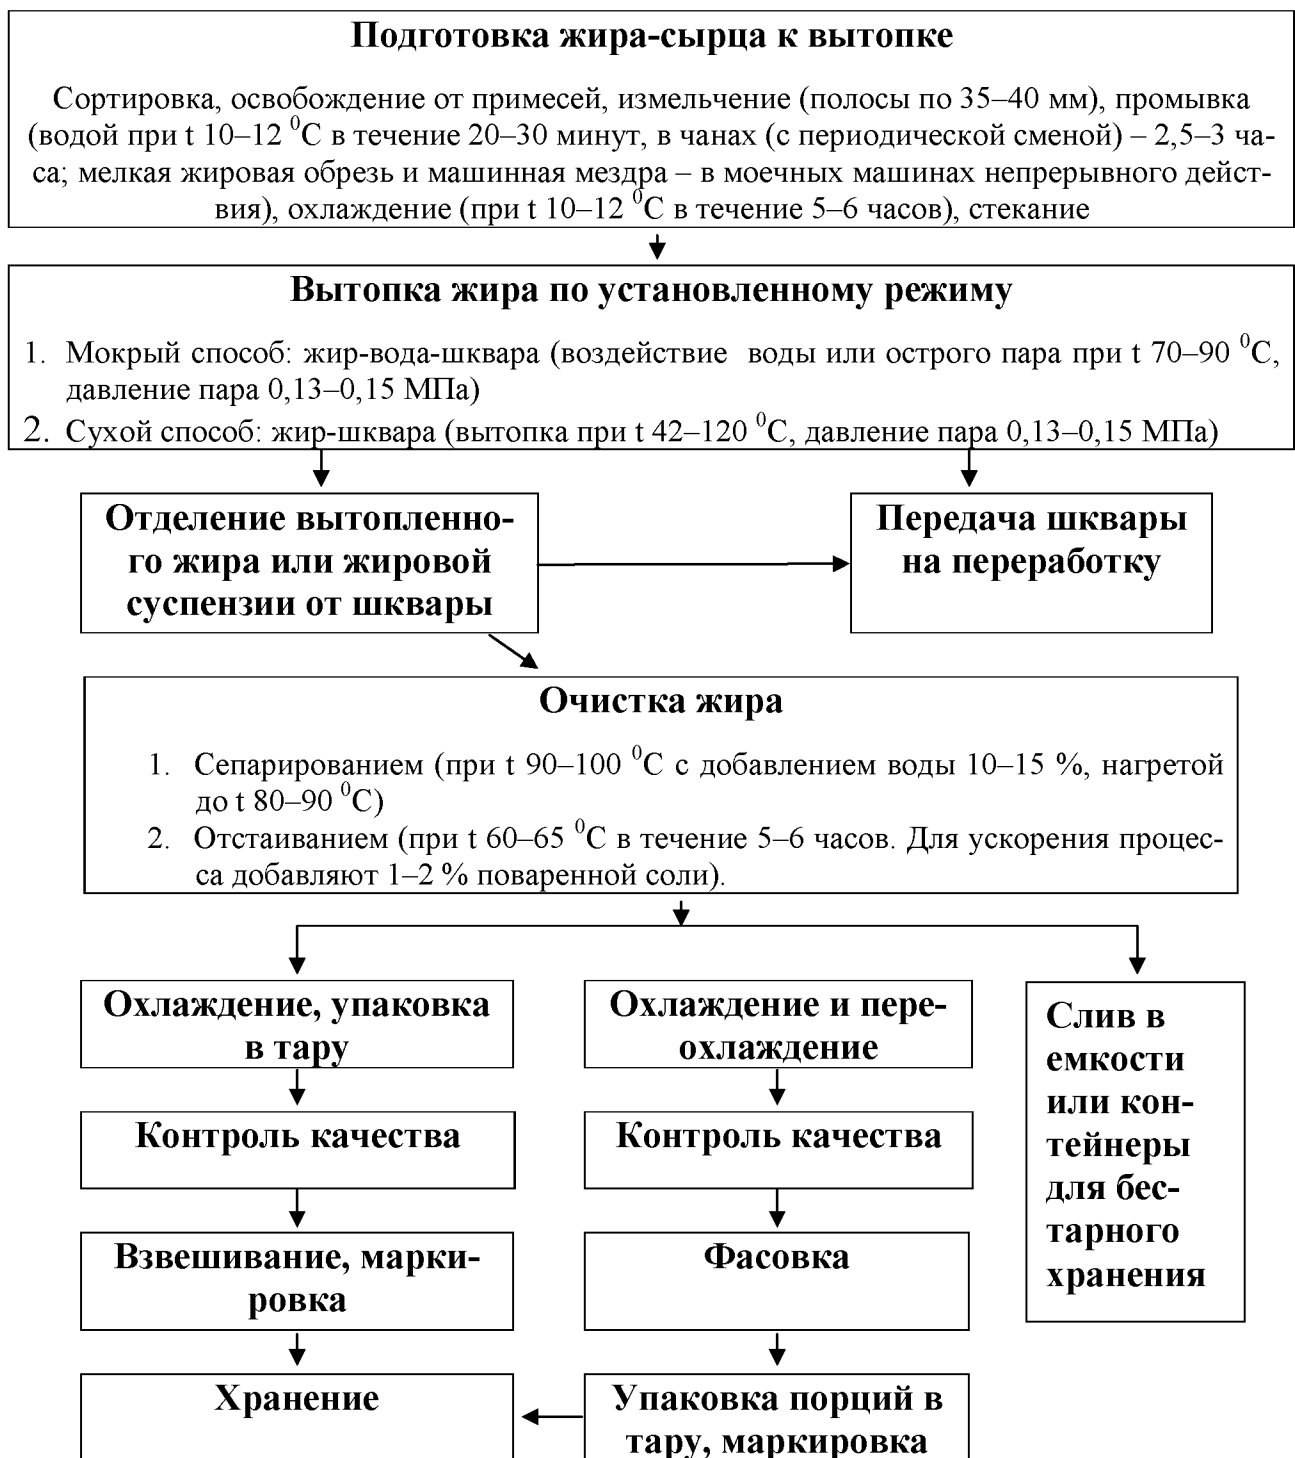 Подготовка жира-сырца к вытопке
Сортировка, освобождение от примесей, измельчение (полосы по 35–40 мм), промывка
(водой при t 10–12 ⁰С в течение 20–30 минут, в чанах (с периодической сменой) – 2,5–3 ча-
са; мелкая жировая обрезь и машинная мездра – в моечных машинах непрерывного дейст-
вия), охлаждение (при t 10–12 ⁰С в течение 5–6 часов), стекание
Вытопка жира по установленному режиму
1. Мокрый способ: жир-вода-шквара (воздействие воды или острого пара при t 70–90 ⁰С,
давление пара 0,13–0,15 МПа)
2. Сухой способ: жир-шквара (вытопка при t 42–120 ⁰С, давление пара 0,13–0,15 МПа)
Отделение вытопленно-
го жира или жировой
суспензии от шквары
Передача шквары
на переработку
Очистка жира
1. Сепарированием (при t 90–100 ⁰С с добавлением воды 10–15 %, нагретой
до t 80–90 ⁰С)
2. Отстаиванием (при t 60–65 ⁰С в течение 5–6 часов. Для ускорения процес-
са добавляют 1–2 % поваренной соли).
Охлаждение, упаковка
в тару
Контроль качества
Взвешивание, марки-
ровка
Хранение
Охлаждение и пере-
охлаждение
Контроль качества
Фасовка
Упаковка порций в
тару, маркировка
Слив в
емкости
или кон-
тейнеры
для бес-
тарного
хранения